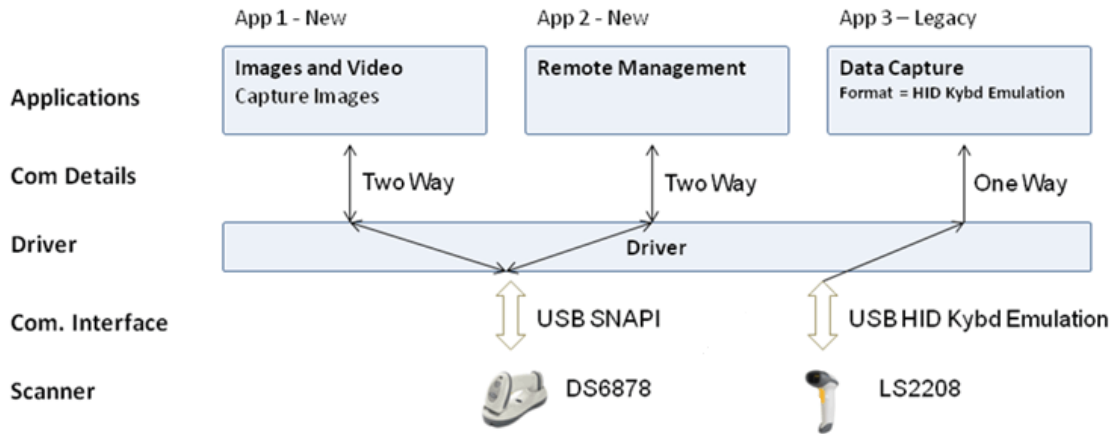 App 1 - New
App 2 - New
App 3 – Legacy
Applications
Images and Video
Capture Images
Remote Management
Data Capture
Format = HID Kybd Emulation
Com Details
Two Way
Two Way
One Way
Driver
Driver
Com. Interface
USB SNAPI
USB HID Kybd Emulation
Scanner
DS6878
LS2208